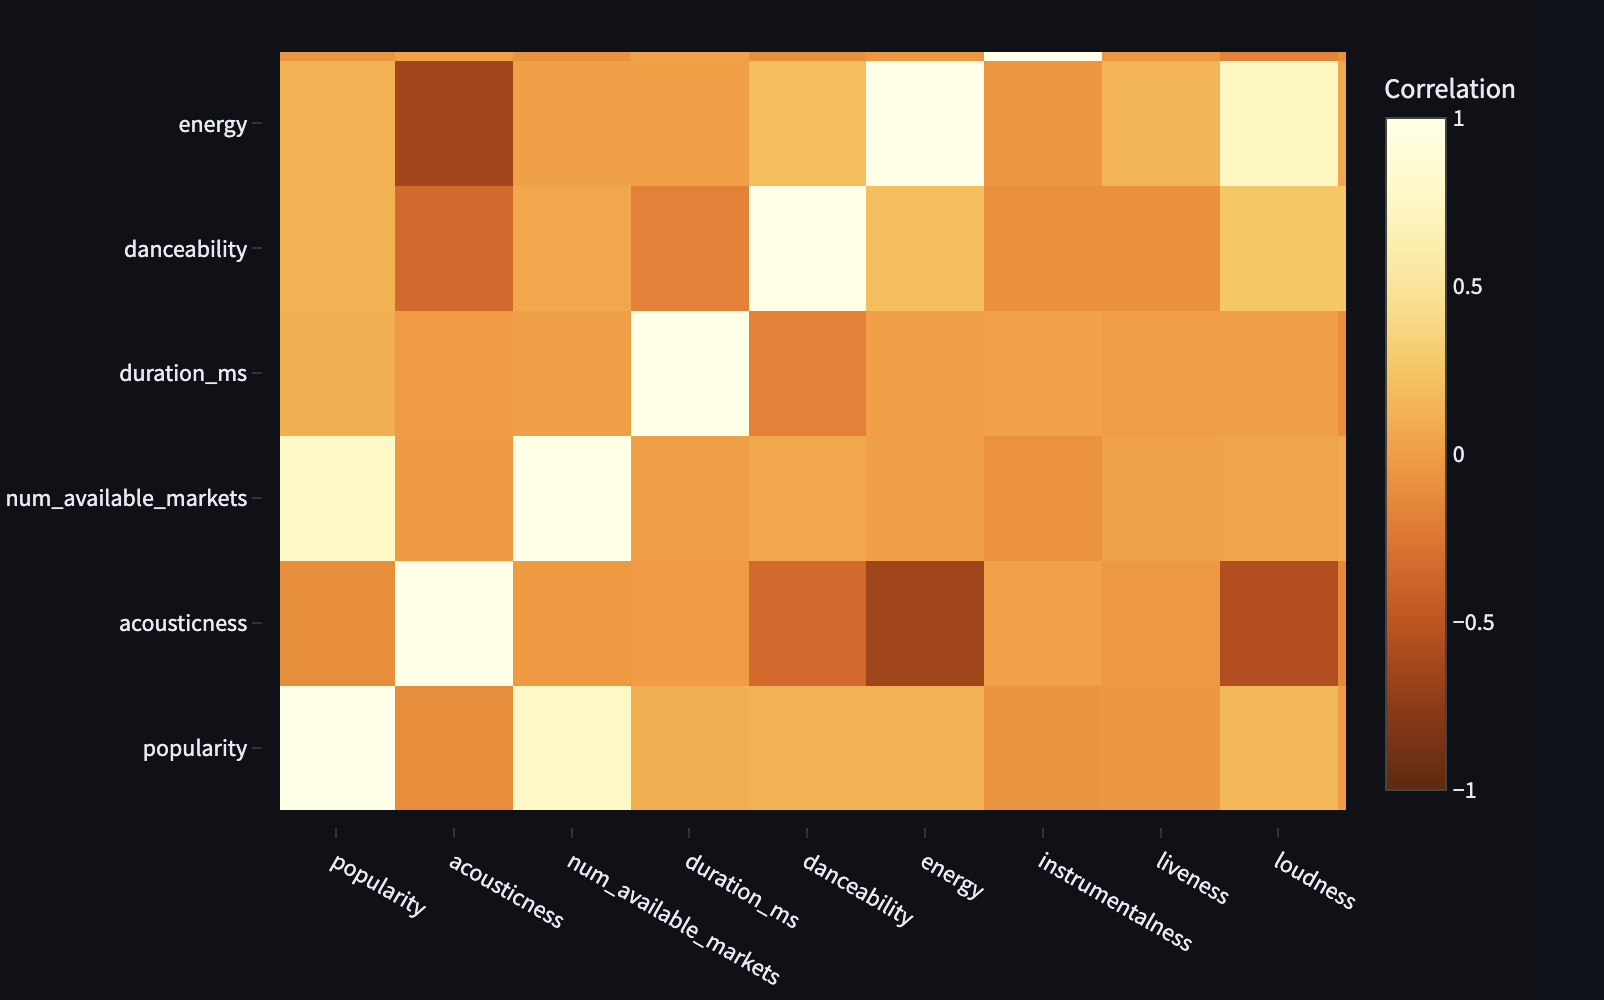 Correlation
1
0.5
0
−0.5
−1
energy
danceability
duration_ms
num_available_markets
acousticness
popularity
popularity
acousticness
num_available_markets
duration_ms
danceability
energy
instrumentalness
liveness
loudness